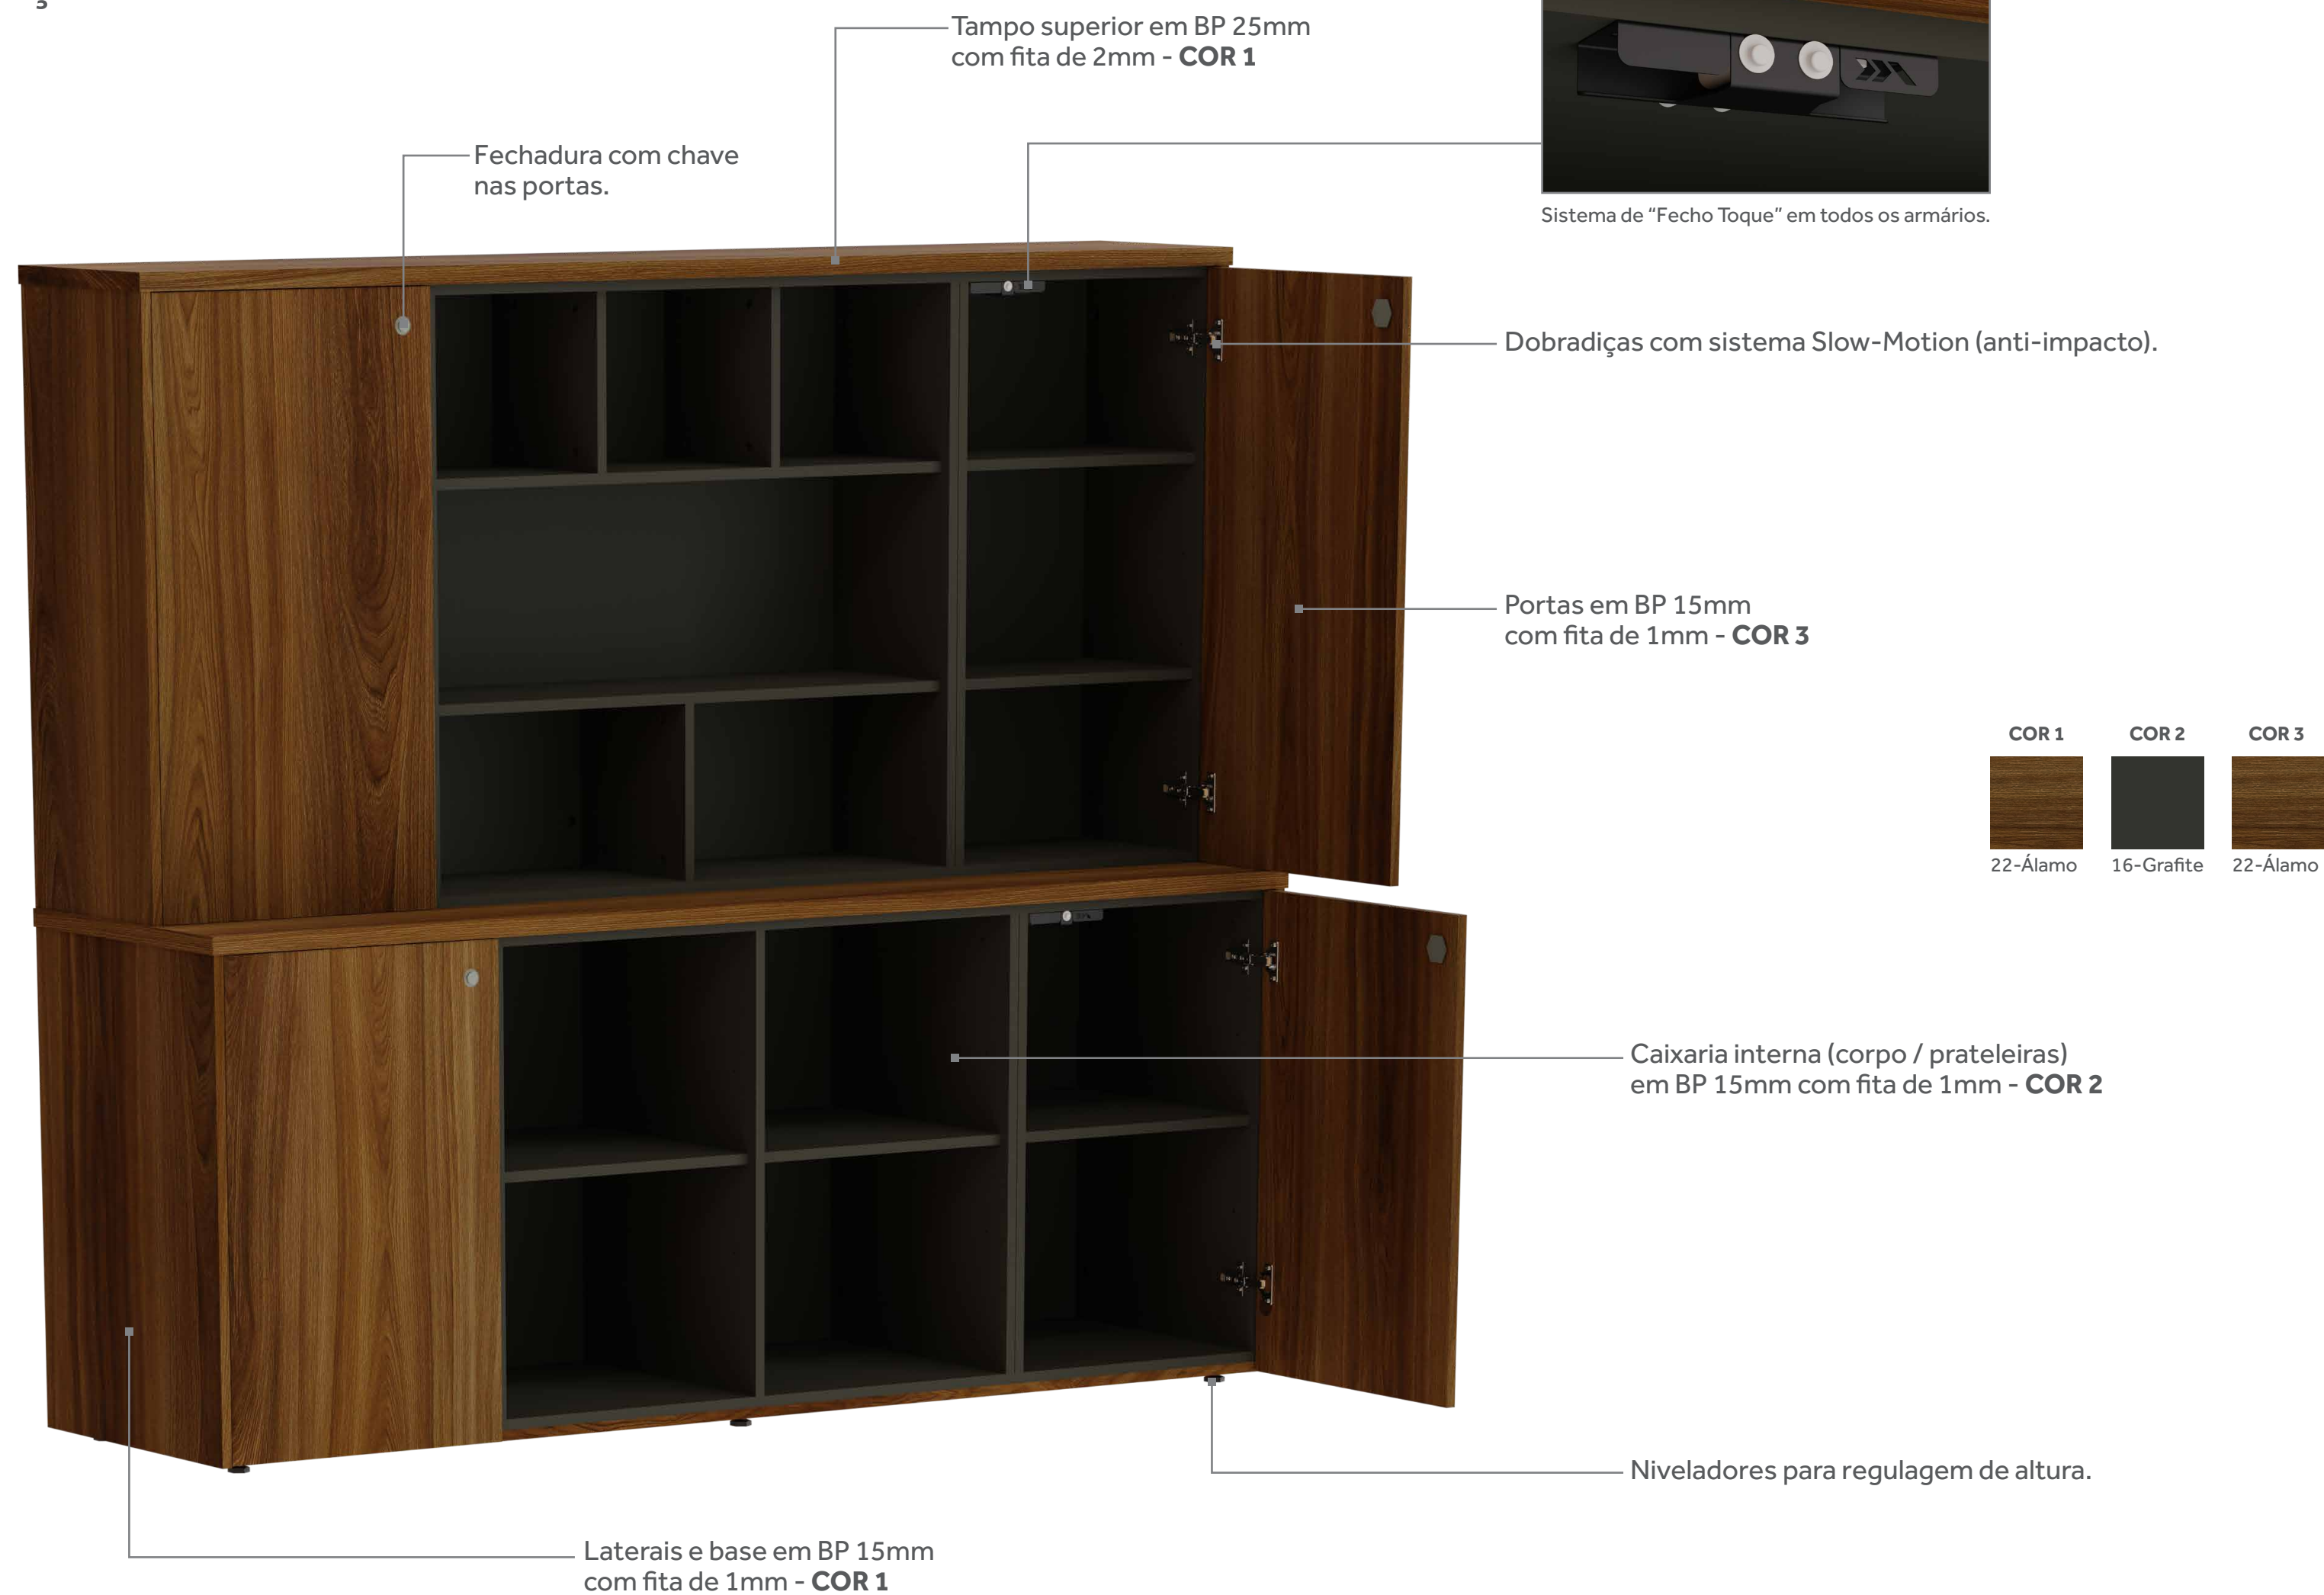 Tampo superior em BP 25mm
com fita de 2mm - COR 1
Fechadura com chave
nas portas.
Sistema de “Fecho Toque” em todos os armários.
Dobradiças com sistema Slow-Motion (anti-impacto).
Portas em BP 15mm
com fita de 1mm - COR 3
COR 1 COR 2 COR 3
22-Álamo 16-Grafite 22-Álamo
Caixaria interna (corpo / prateleiras)
em BP 15mm com fita de 1mm - COR 2
Niveladores para regulagem de altura.
Laterais e base em BP 15mm
com fita de 1mm - COR 1